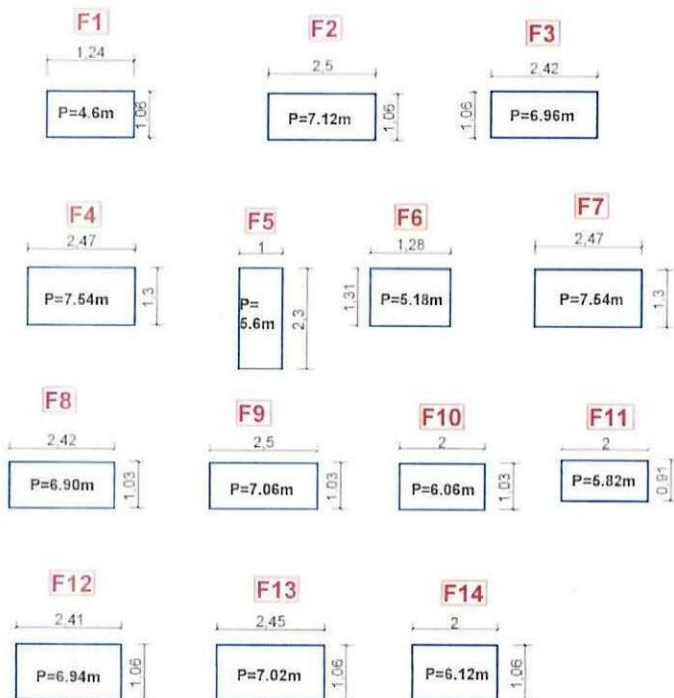 F1 F2 F3
1,24 2,5 2,42
P=4.6m 1,06 P=7.12m 1,06 1,06 P=6.96m
F4 F5 F6 F7
2,47 1 1,28 2,47
P=7.54m 1,3 P= 5.6m 2,3 1,31 P=5.18m P=7.54m 1,3
F8 F9 F10 F11
2,42 2,5 2 2
P=6.90m 1,03 P=7.06m 1,03 P=6.06m 1,03 P=5.82m 0,91
F12 F13 F14
2,41 2,45 2
P=6.94m 1,06 P=7.02m 1,06 P=6.12m 1,06